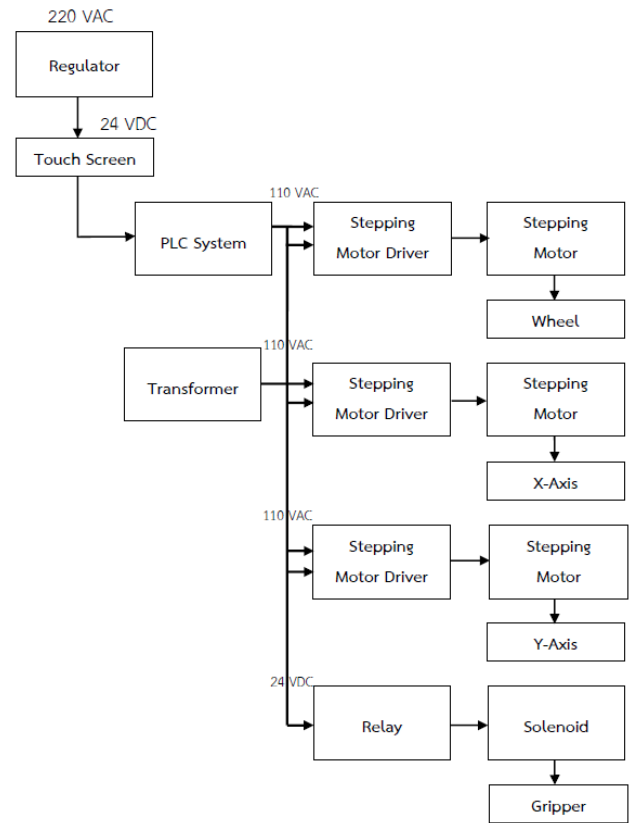 220 VAC
Regulator
24 VDC
Touch Screen
PLC System
110 VAC
Stepping
Motor Driver
Stepping
Motor
Wheel
Transformer
110 VAC
Stepping
Motor Driver
Stepping
Motor
X-Axis
110 VAC
Stepping
Motor Driver
Stepping
Motor
Y-Axis
24 VDC
Relay
Solenoid
Gripper